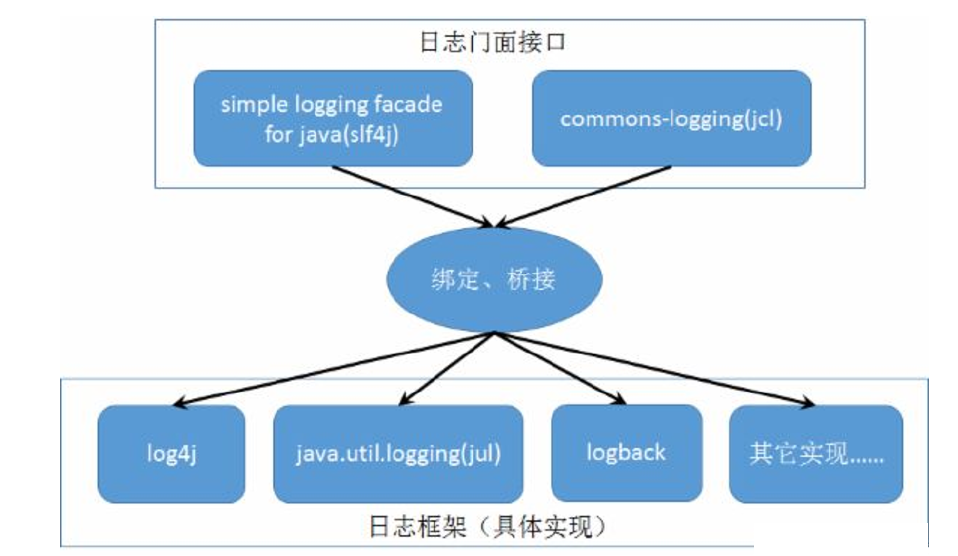 日志门面接口
simple logging facade
for java(slf4j)
commons-logging(jcl)
绑定、桥接
log4j
java.util.logging(jul)
logback
其它实现……
日志框架（具体实现）